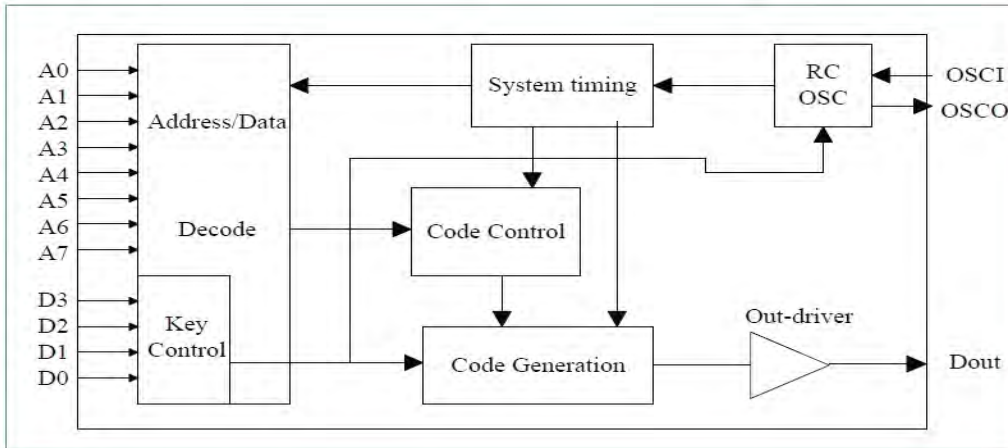 A0
A1
A2
A3
A4
A5
A6
A7
D3
D2
D1
D0
Address/Data
Decode
Key
Control
System timing
RC
OSC
OSCI
OSCO
Code Control
Code Generation
Out-driver
Dout